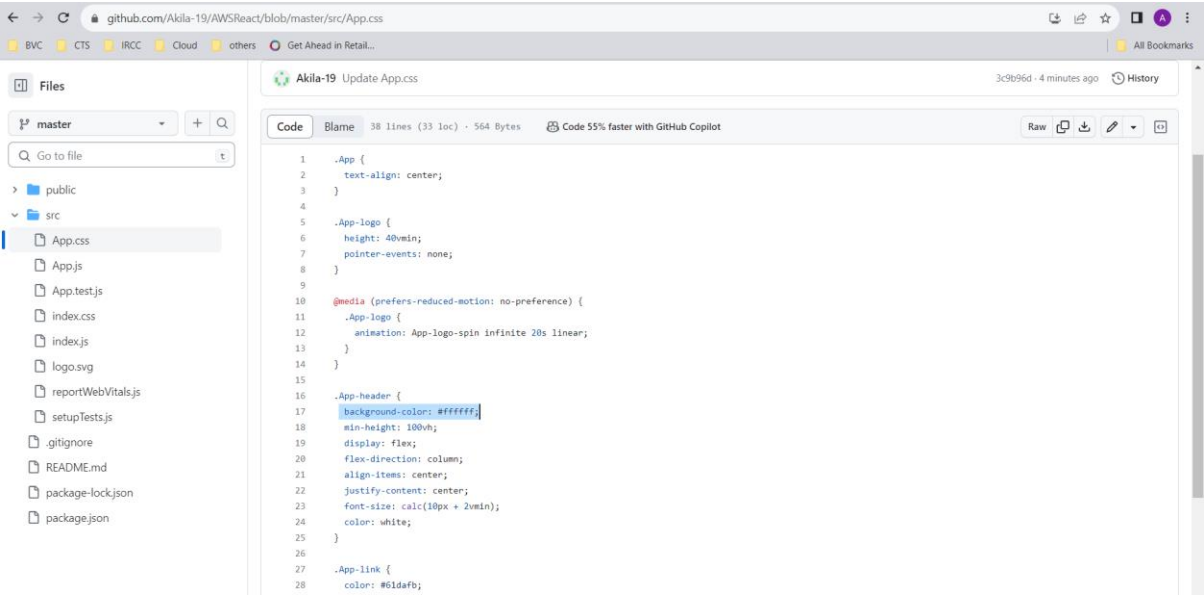 github.com/Akila-19/AWSReact/blob/master/src/App.css
A
BVC CTS IRCC Cloud others Get Ahead in Retail... All Bookmarks
Files
master
Go to file t
public
src
App.css
App.js
App.test.js
index.css
index.js
logo.svg
reportWebVitals.js
setupTests.js
.gitignore
README.md
package-lock.json
package.json
Akila-19 Update App.css 3c9b96d · 4 minutes ago History
Code Blame 38 lines (33 loc) · 564 Bytes Code 55% faster with GitHub Copilot Raw
1 .App {
2 text-align: center;
3 }
4
5 .App-logo {
6 height: 40vmin;
7 pointer-events: none;
8 }
9
10 @media (prefers-reduced-motion: no-preference) {
11 .App-logo {
12 animation: App-logo-spin infinite 20s linear;
13 }
14 }
15
16 .App-header {
17 background-color: #ffffff;
18 min-height: 100vh;
19 display: flex;
20 flex-direction: column;
21 align-items: center;
22 justify-content: center;
23 font-size: calc(10px + 2vmin);
24 color: white;
25 }
26
27 .App-link {
28 color: #61dafb;